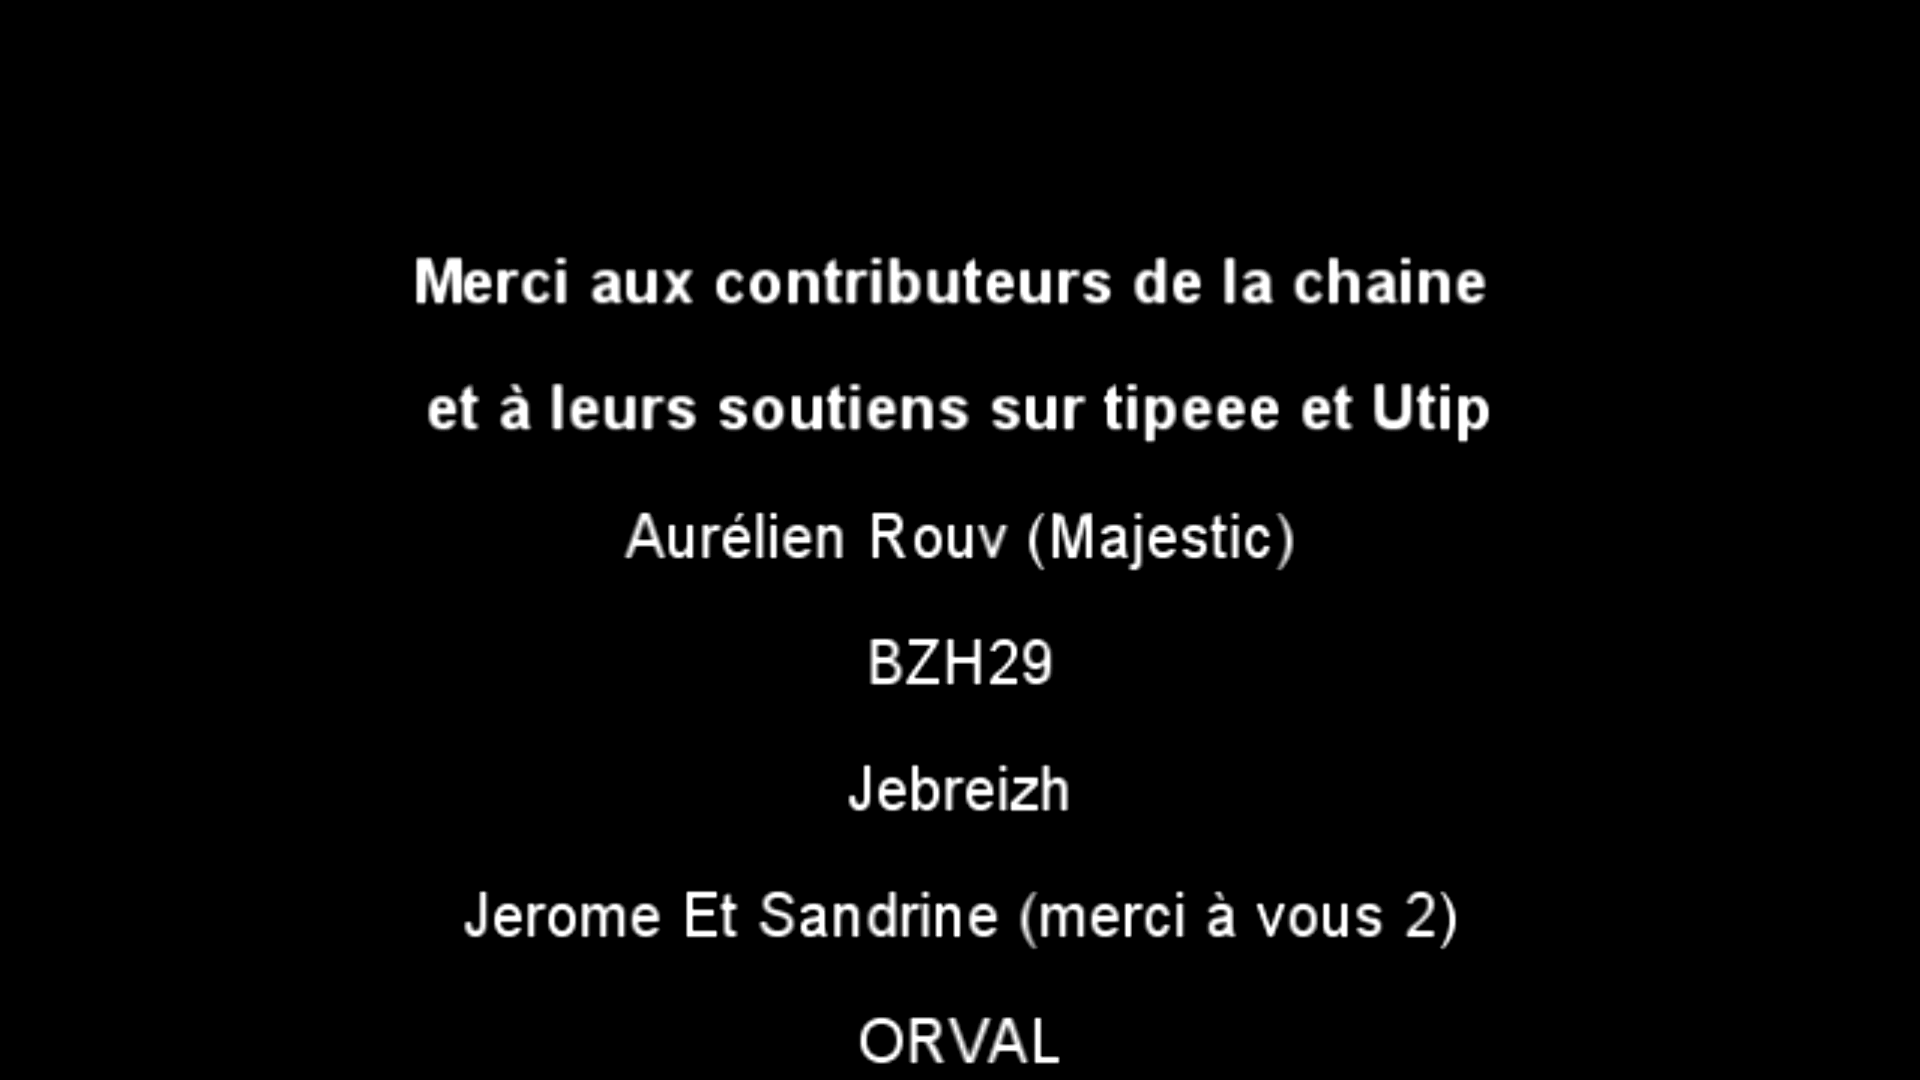 Merci aux contributeurs de la chaine
et à leurs soutiens sur tipeee et Utip
Aurélien Rouv (Majestic)
BZH29
Jebreizh
Jerome Et Sandrine (merci à vous 2)
ORVAL